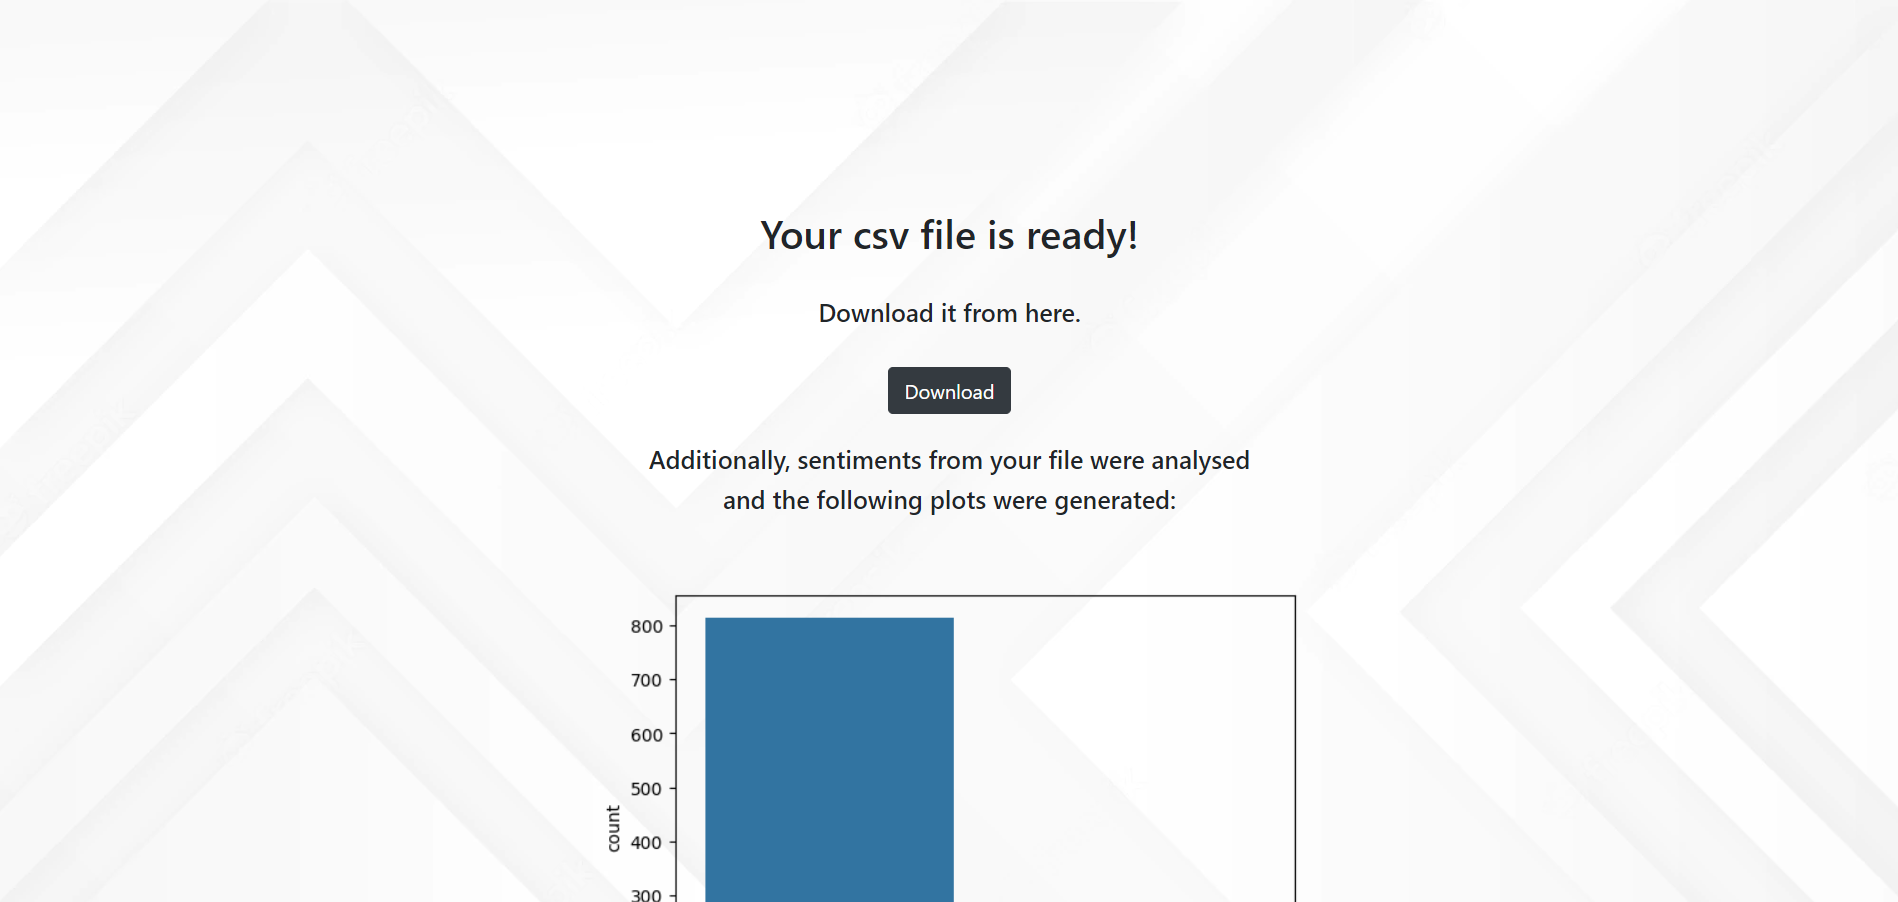 Your csv file is ready!
Download it from here.
Download
Additionally, sentiments from your file were analysed
and the following plots were generated:
800
700
600
500
count
400
300